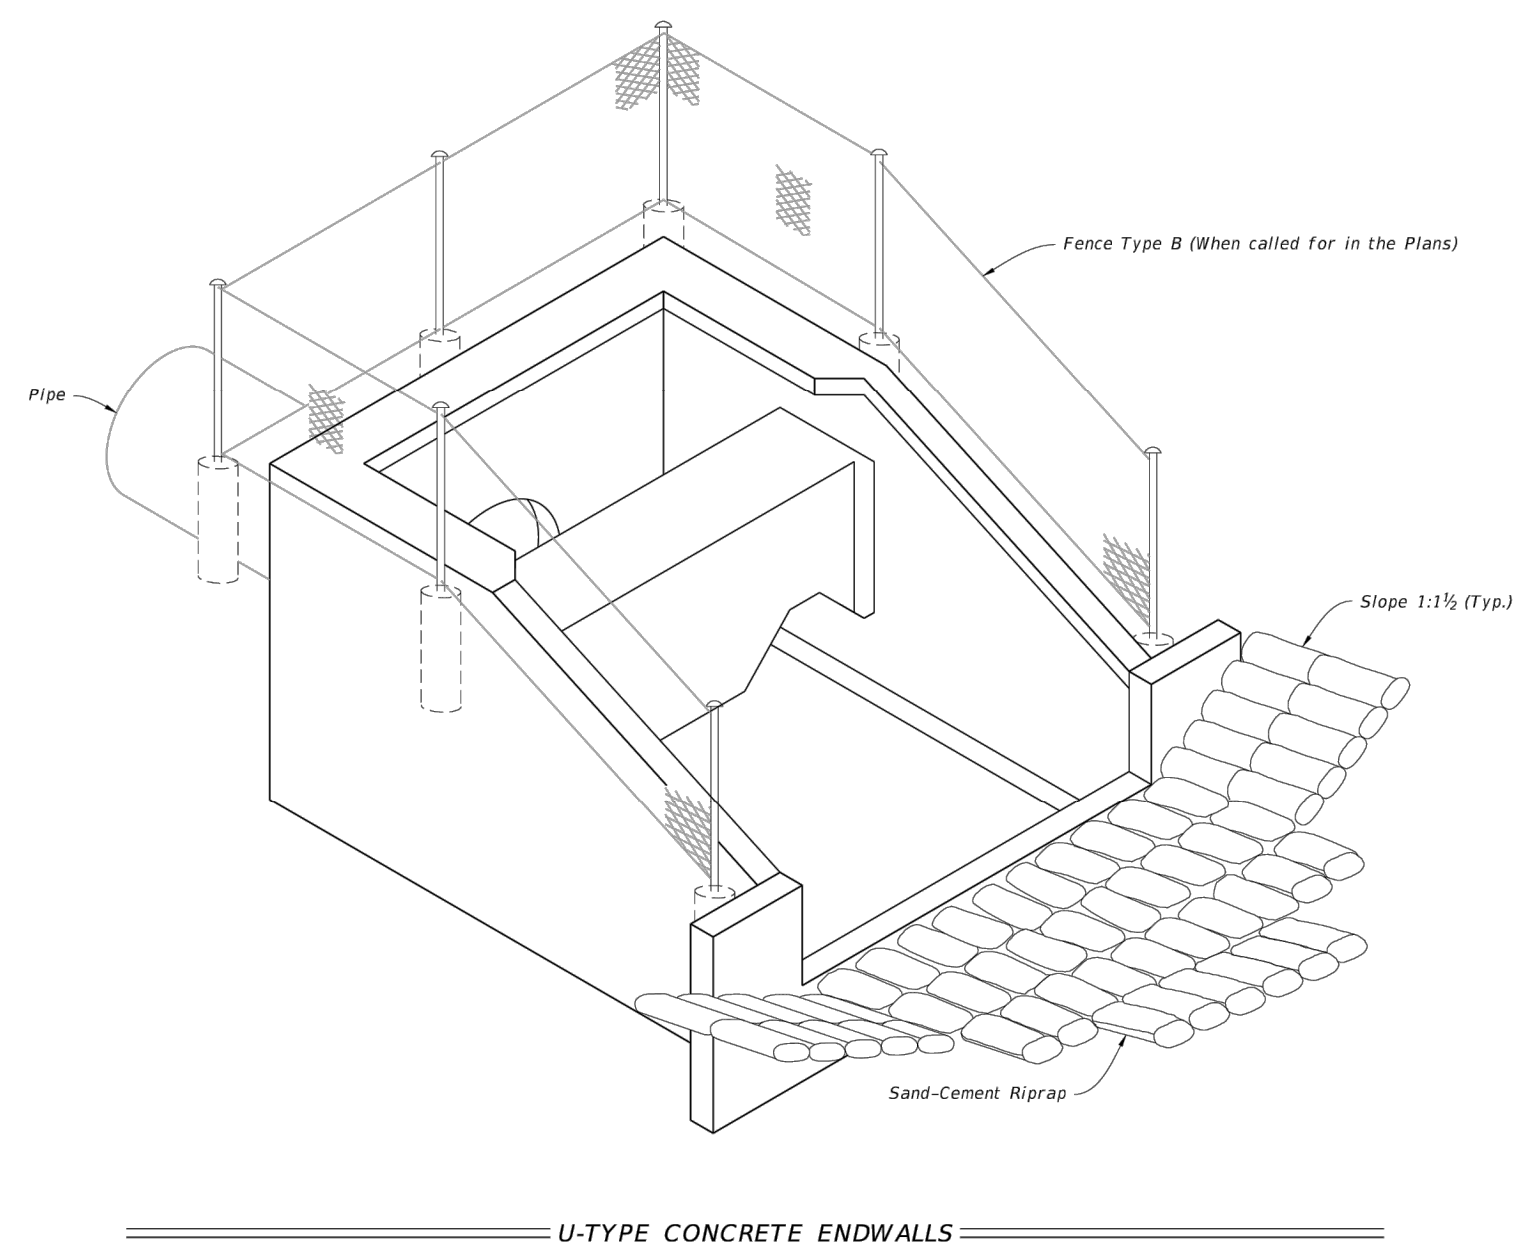 Fence Type B (When called for in the Plans)
Pipe
Slope 1:1½ (Typ.)
Sand-Cement Riprap
U-TYPE CONCRETE ENDWALLS